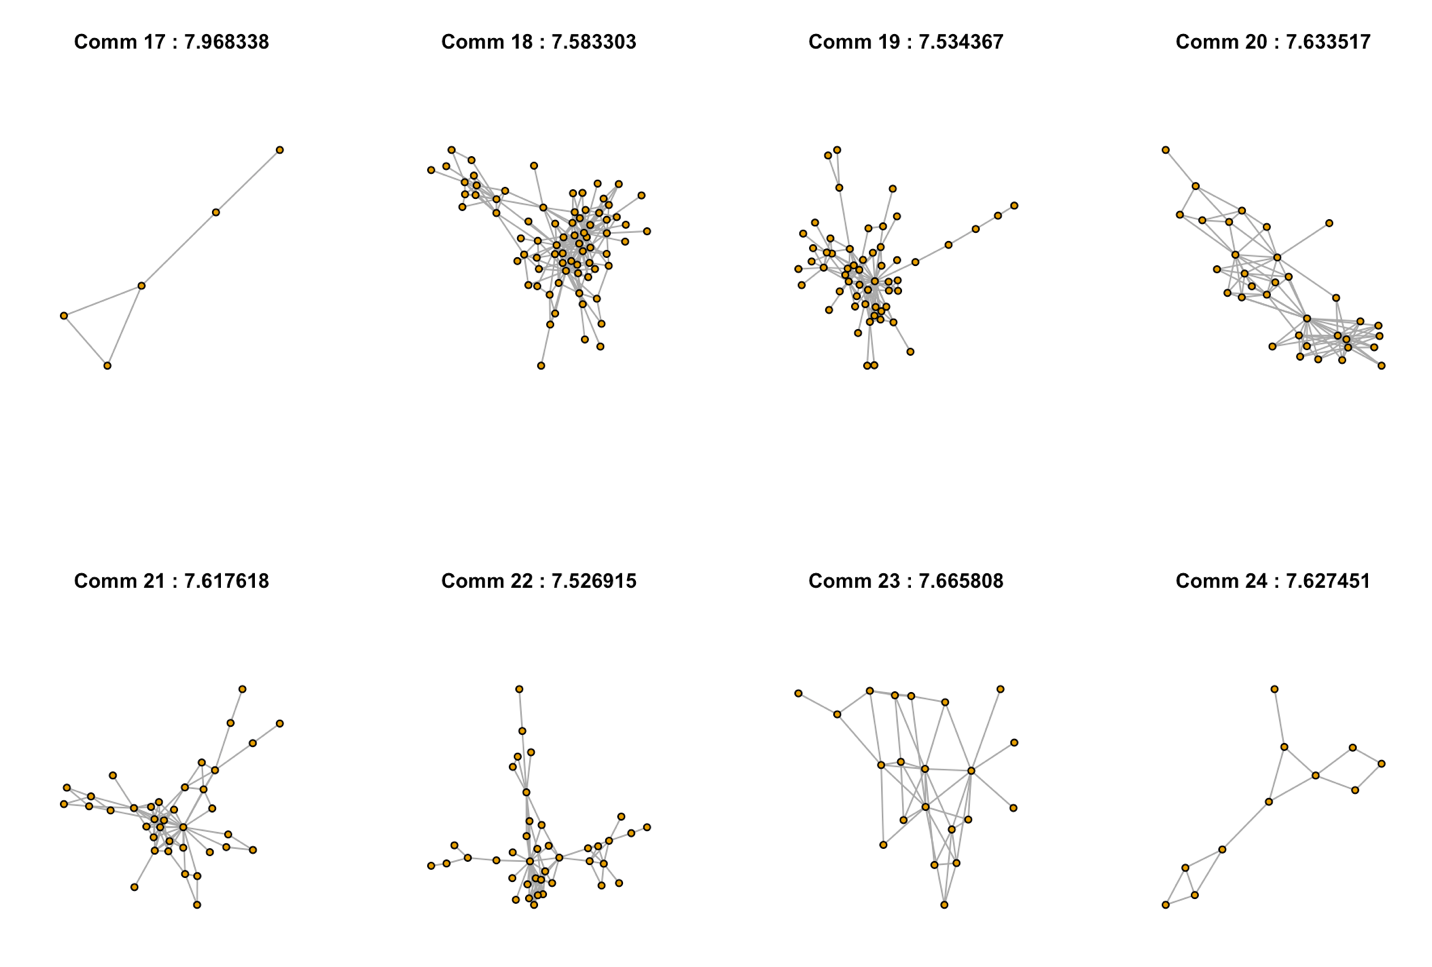 Comm 17 : 7.968338
Comm 18 : 7.583303
Comm 19 : 7.534367
Comm 20 : 7.633517
Comm 21 : 7.617618
Comm 22 : 7.526915
Comm 23 : 7.665808
Comm 24 : 7.627451